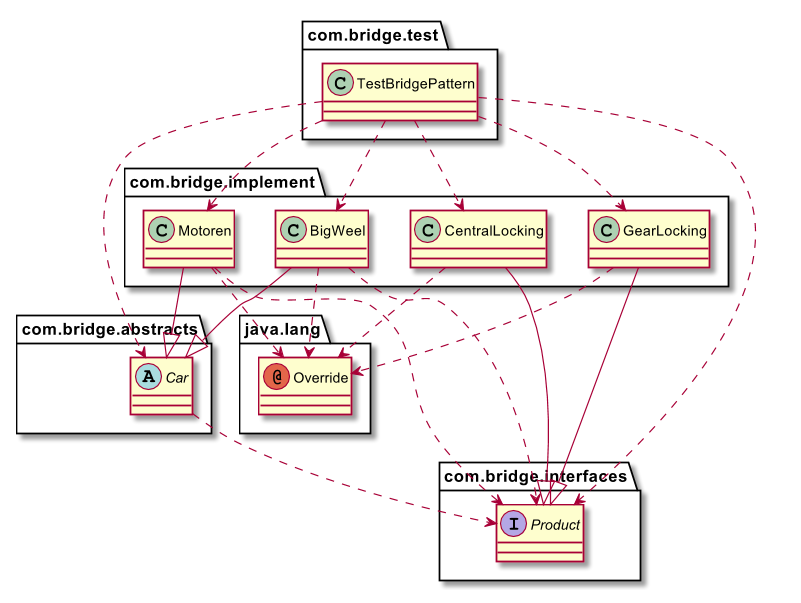 com.bridge.test
C TestBridgePattern
com.bridge.implement
C Motoren
C BigWeel
C CentralLocking
C GearLocking
com.bridge.abstracts
java.lang
A Car
@ Override
com.bridge.interfaces
I Product